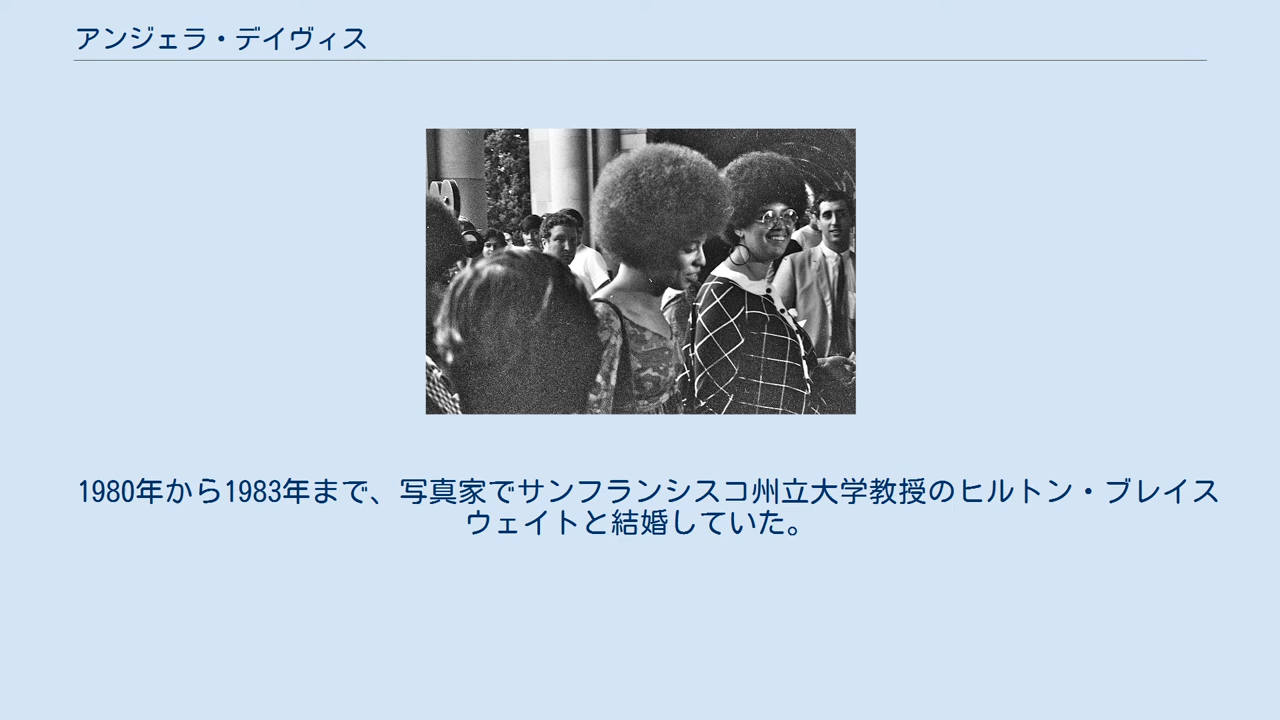 アンジェラ・デイヴィス
1980年から1983年まで、写真家でサンフランシスコ州立大学教授のヒルトン・ブレイス
ウェイトと結婚していた。